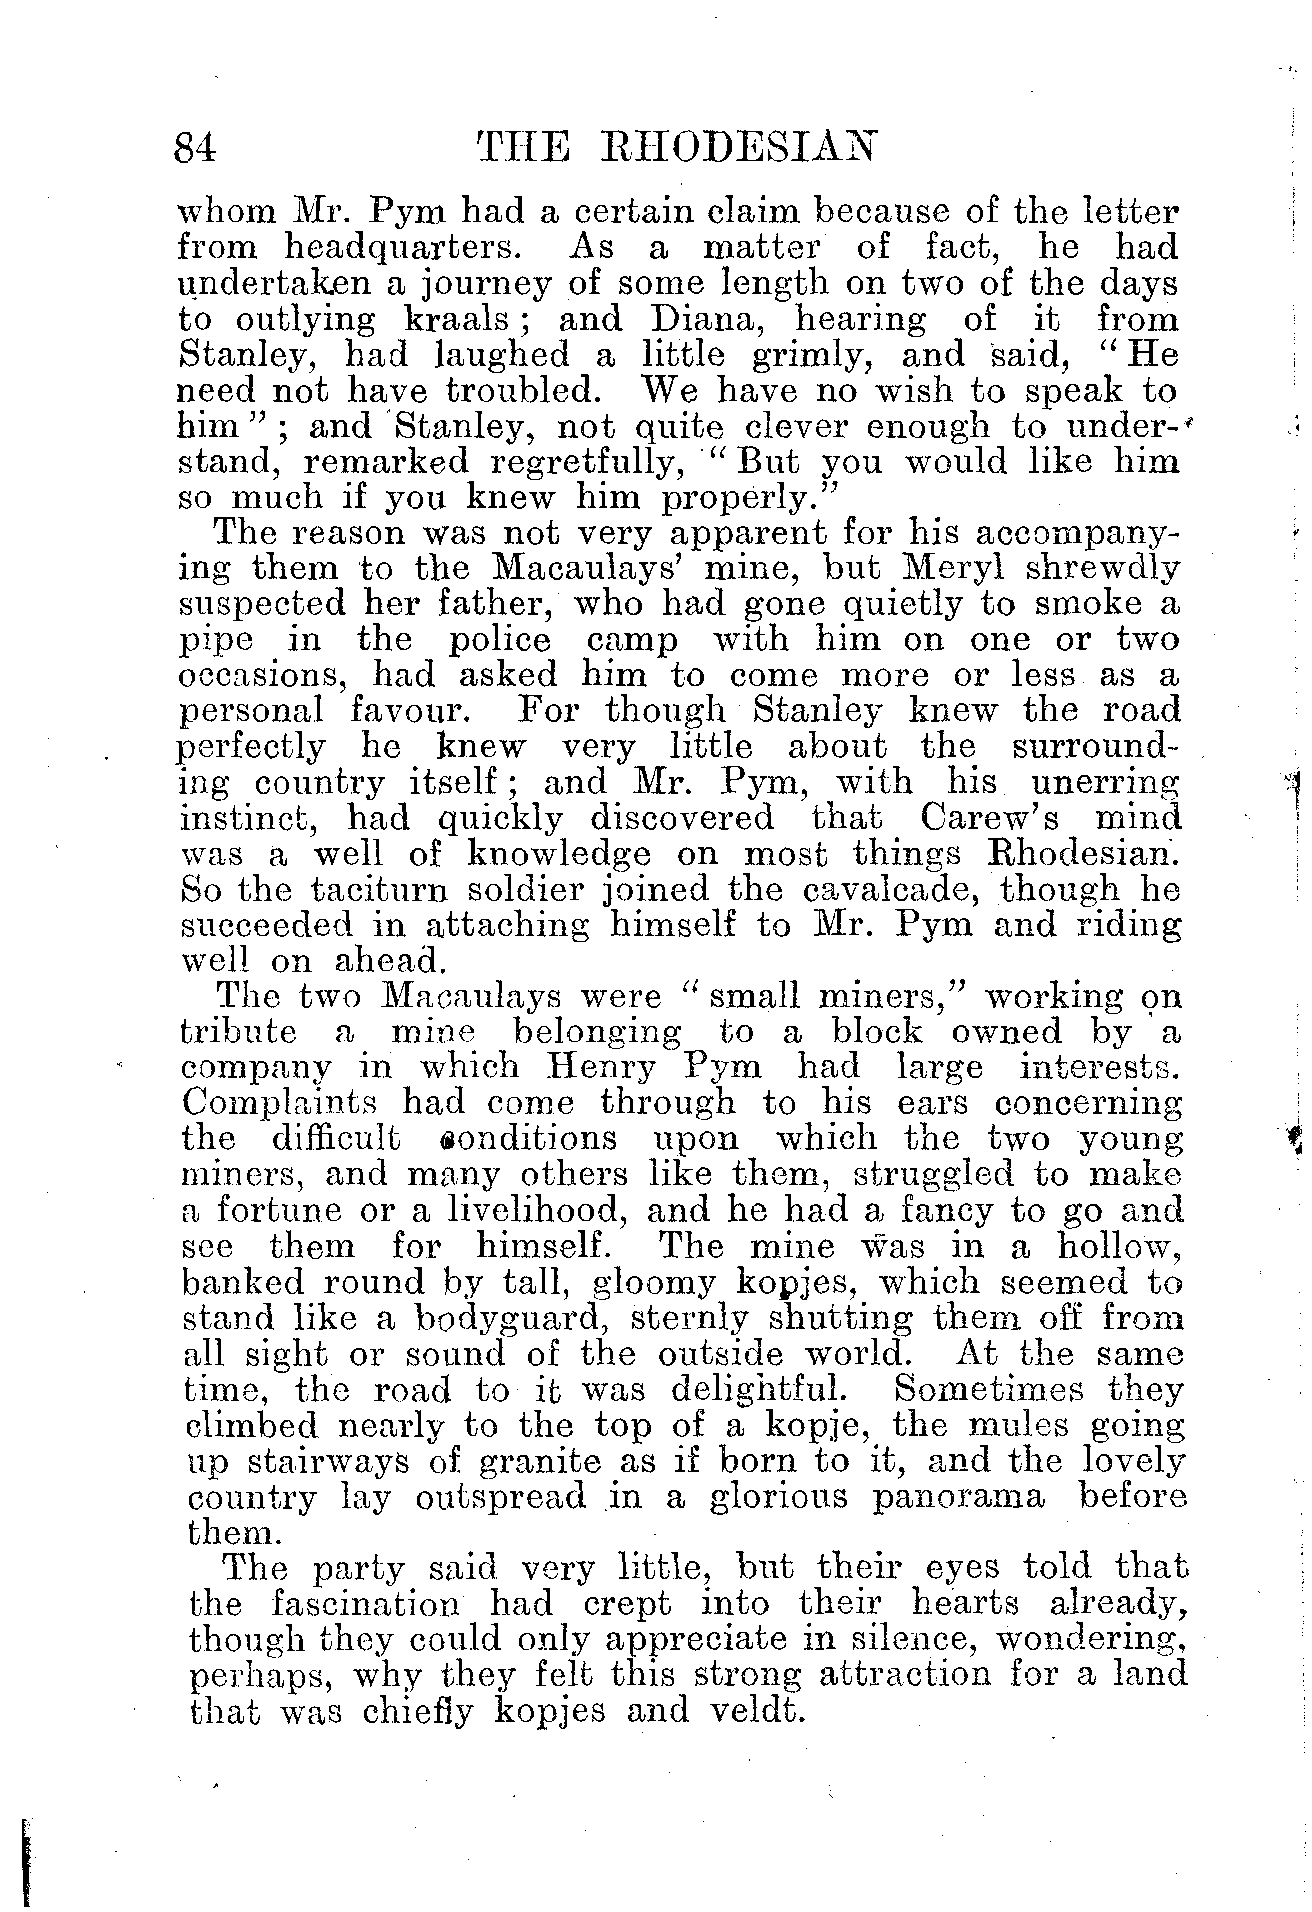 84 THE RHODESIAN
whom Mr. Pym had a certain claim because of the letter
from headquarters. As a matter of fact, he had
undertaken a journey of some length on two of the days
to outlying kraals ; and Diana, hearing of it from
Stanley, had laughed a little grimly, and said, “ He
need not have troubled. We have no wish to speak to
him ” ; and Stanley, not quite clever enough to under-
stand, remarked regretfully, “ But you would like him
so much if you knew him properly.”
The reason was not very apparent for his accompany-
ing them to the Macaulays’ mine, but Meryl shrewdly
suspected her father, who had gone quietly to smoke a
pipe in the police camp with him on one or two
occasions, had asked him to come more or less as a
personal favour. For though Stanley knew the road
perfectly he knew very little about the surround-
ing country itself ; and Mr. Pym, with his unerring
instinct, had quickly discovered that Carew’s mind
was a well of knowledge on most things Rhodesian.
So the taciturn soldier joined the cavalcade, though he
succeeded in attaching himself to Mr. Pym and riding
well on ahead.
The two Macaulays were “ small miners,” working on
tribute a mine belonging to a block owned by a
company in which Henry Pym had large interests.
Complaints had come through to his ears concerning
the difficult conditions upon which the two young
miners, and many others like them, struggled to make
a fortune or a livelihood, and he had a fancy to go and
see them for himself. The mine was in a hollow,
banked round by tall, gloomy kopjes, which seemed to
stand like a bodyguard, sternly shutting them off from
all sight or sound of the outside world. At the same
time, the road to it was delightful. Sometimes they
climbed nearly to the top of a kopje, the mules going
up stairways of granite as if born to it, and the lovely
country lay outspread in a glorious panorama before
them.
The party said very little, but their eyes told that
the fascination had crept into their hearts already,
though they could only appreciate in silence, wondering,
perhaps, why they felt this strong attraction for a land
that was chiefly kopjes and veldt.